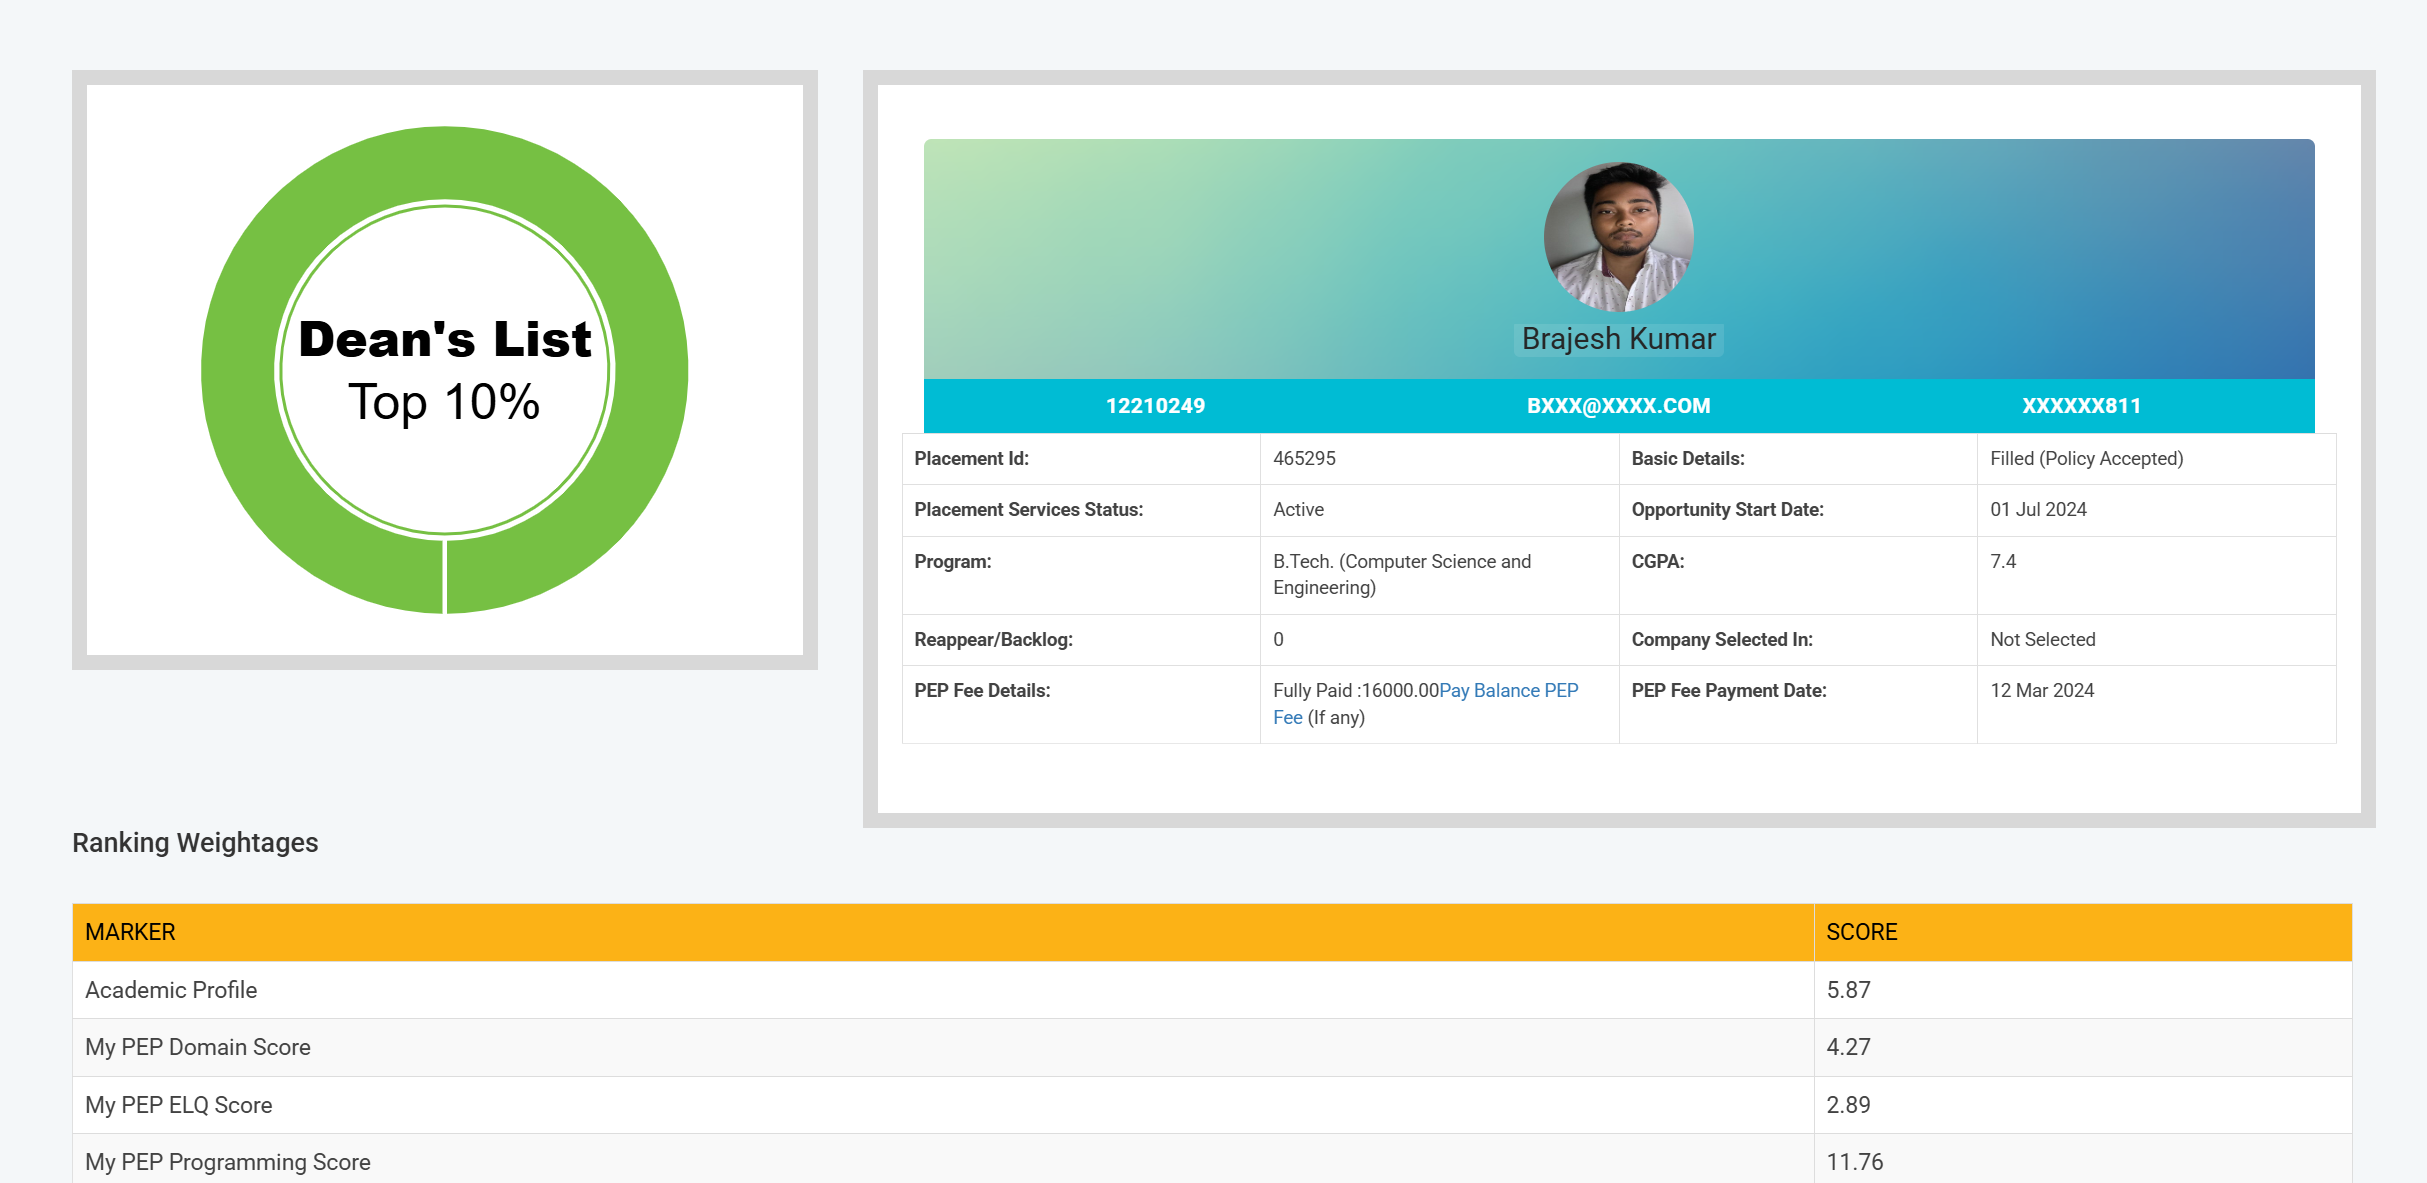 Dean's List
Top 10%
Brajesh Kumar
12210249 BXXX@XXXX.COM XXXXXX811
Placement Id: 465295 Basic Details: Filled (Policy Accepted)
Placement Services Status: Active Opportunity Start Date: 01 Jul 2024
Program: B.Tech. (Computer Science and
Engineering) CGPA: 7.4
Reappear/Backlog: 0 Company Selected In: Not Selected
PEP Fee Details: Fully Paid :16000.00Pay Balance PEP
Fee (If any) PEP Fee Payment Date: 12 Mar 2024
Ranking Weightages
MARKER SCORE
Academic Profile 5.87
My PEP Domain Score 4.27
My PEP ELQ Score 2.89
My PEP Programming Score 11.76